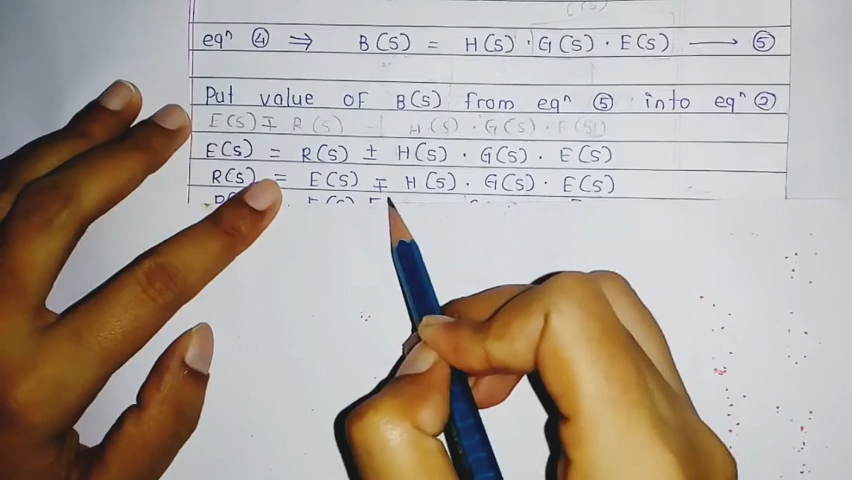 C(S)
eqⁿ ④ ⇒ B(S) = H(S) · G(S) · E(S) ⟶ ⑤
Put value of B(S) from eqⁿ ⑤ into eqⁿ ②
E(S) ∓ R(S) H(S) · G(S) · E(S)
E(S) = R(S) ± H(S) · G(S) · E(S)
R(S) = E(S) ∓ H(S) · G(S) · E(S)